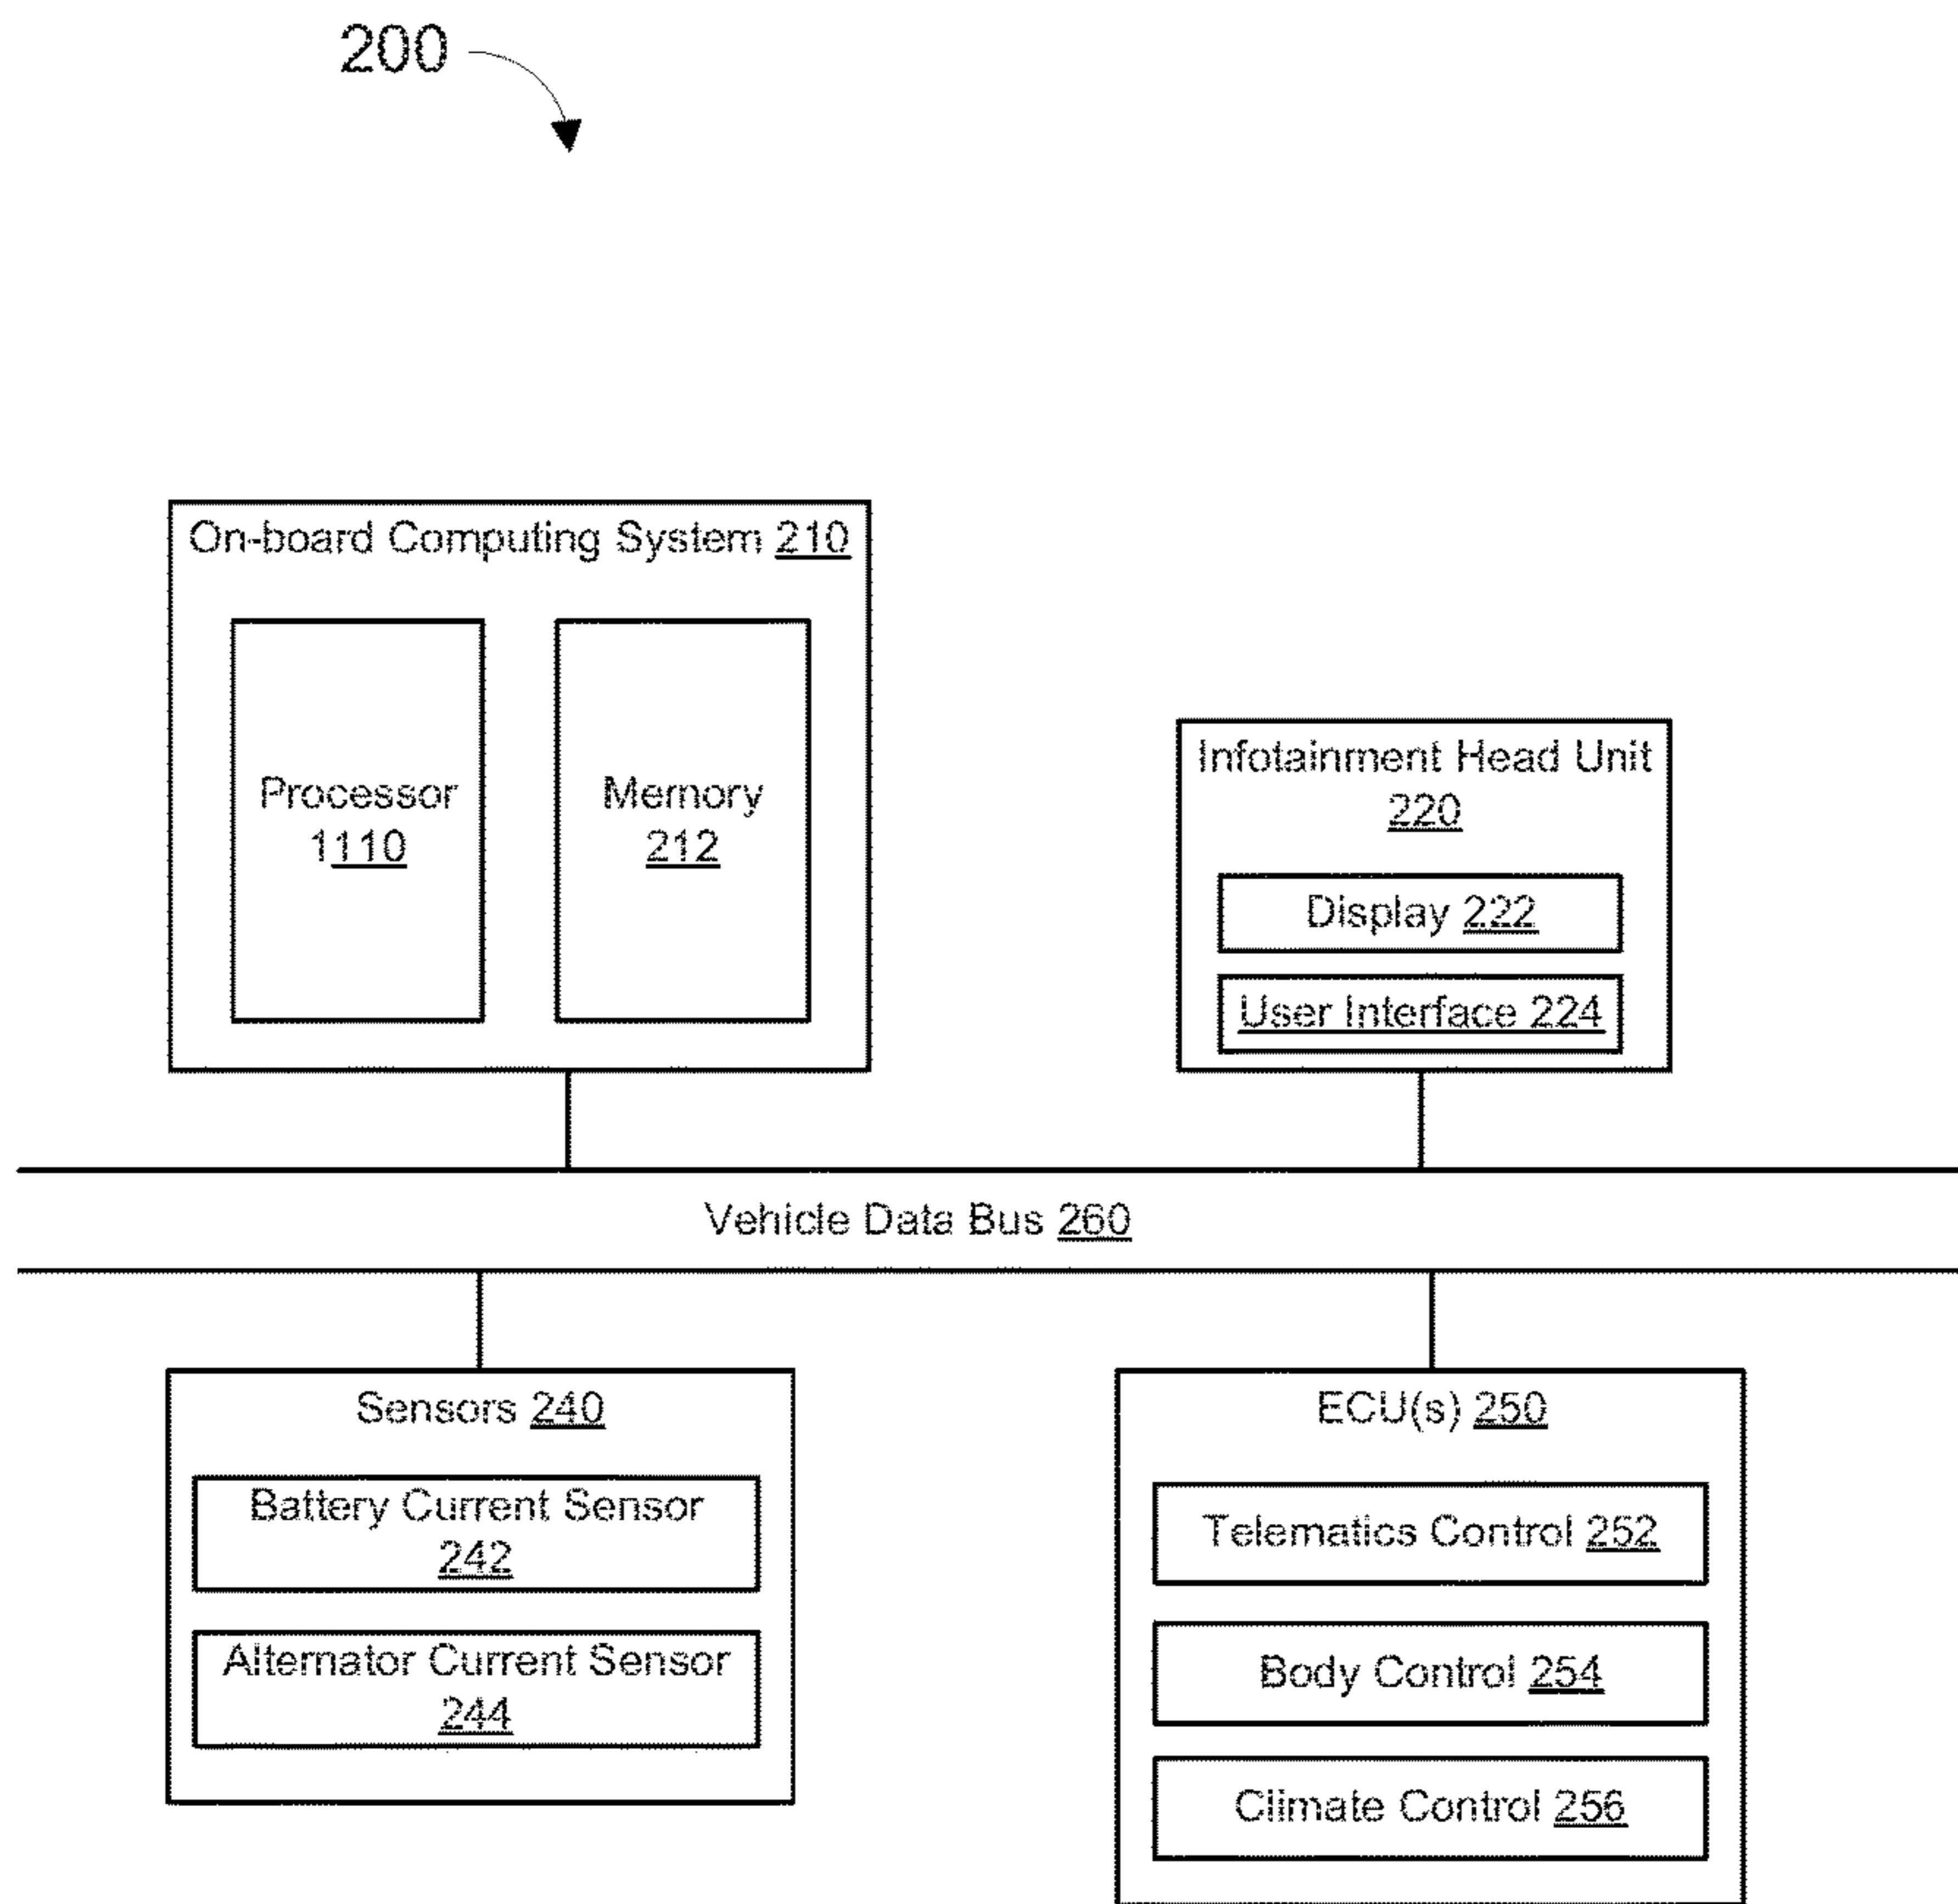 200
On-board Computing System 210
Processor
1110
Memory
212
Infotainment Head Unit
220
Display 222
User Interface 224
Vehicle Data Bus 260
Sensors 240
Battery Current Sensor
242
Alternator Current Sensor
244
ECU(s) 250
Telematics Control 252
Body Control 254
Climate Control 256